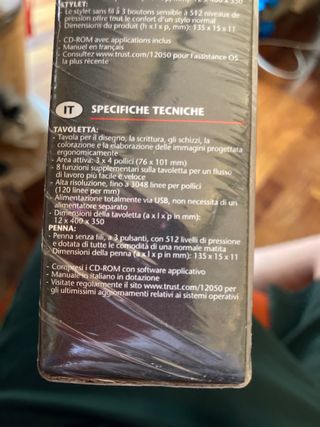 STYLET:
- Le stylet sans fil à 3 boutons sensible à 512 niveaux de
pression offre tout le confort d'un stylo normal
- Dimensions du produit (h x l x p, mm): 135 x 15 x 11
- CD-ROM avec applications inclus
- Manuel en français
- Consultez www.trust.com/12050 pour l'assistance OS
la plus récente
IT SPECIFICHE TECNICHE
TAVOLETTA:
- Tavola per il disegno, la scrittura, gli schizzi, la
colorazione e la elaborazione delle immagini progettata
ergonomicamente
- Area attiva: 3 x 4 pollici (76 x 101 mm)
- 8 funzioni supplementari sulla tavoletta per un flusso
di lavoro più facile e veloce
- Alta risoluzione, fino a 3048 linee per pollici
(120 linee per mm)
- Alimentazione totalmente via USB, non necesita di un
alimentatore separato
- Dimensioni della tavoletta (a x l x p in mm):
12 x 400 x 350
PENNA:
- Penna senza fili, a 3 pulsanti, con 512 livelli di pressione
e dotata di tutte le comodità di una normale matita
- Dimensioni della penna (a x l x p in mm): 135 x 15 x 11
- Compresi i CD-ROM con software applicativo
- Manuale in italiano in dotazione
- Visitate regolarmente il sito www.trust.com/12050 per
gli ultimissimi aggiornamenti relativi ai sistemi operativi